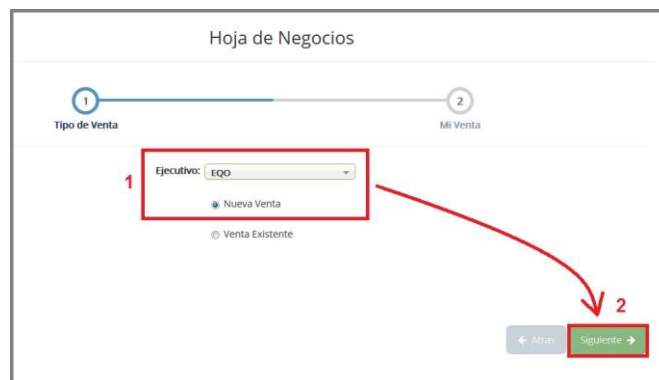 Hoja de Negocios
1
2
Tipo de Venta
Mi Venta
1
Ejecutivo: EQO
Nueva Venta
Venta Existente
2
← Atras
Siguiente →